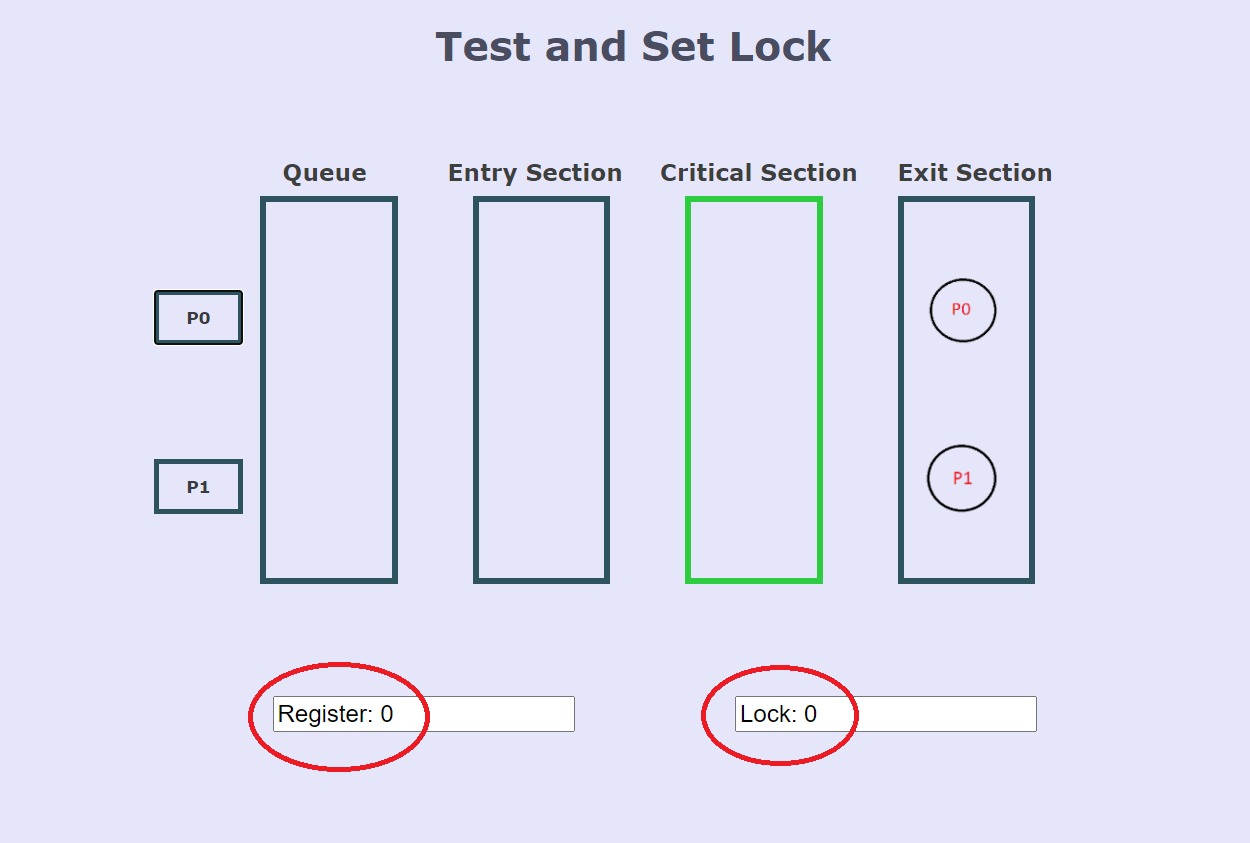 Test and Set Lock
Queue
Entry Section
Critical Section
Exit Section
P0
P0
P1
P1
Register: 0
Lock: 0